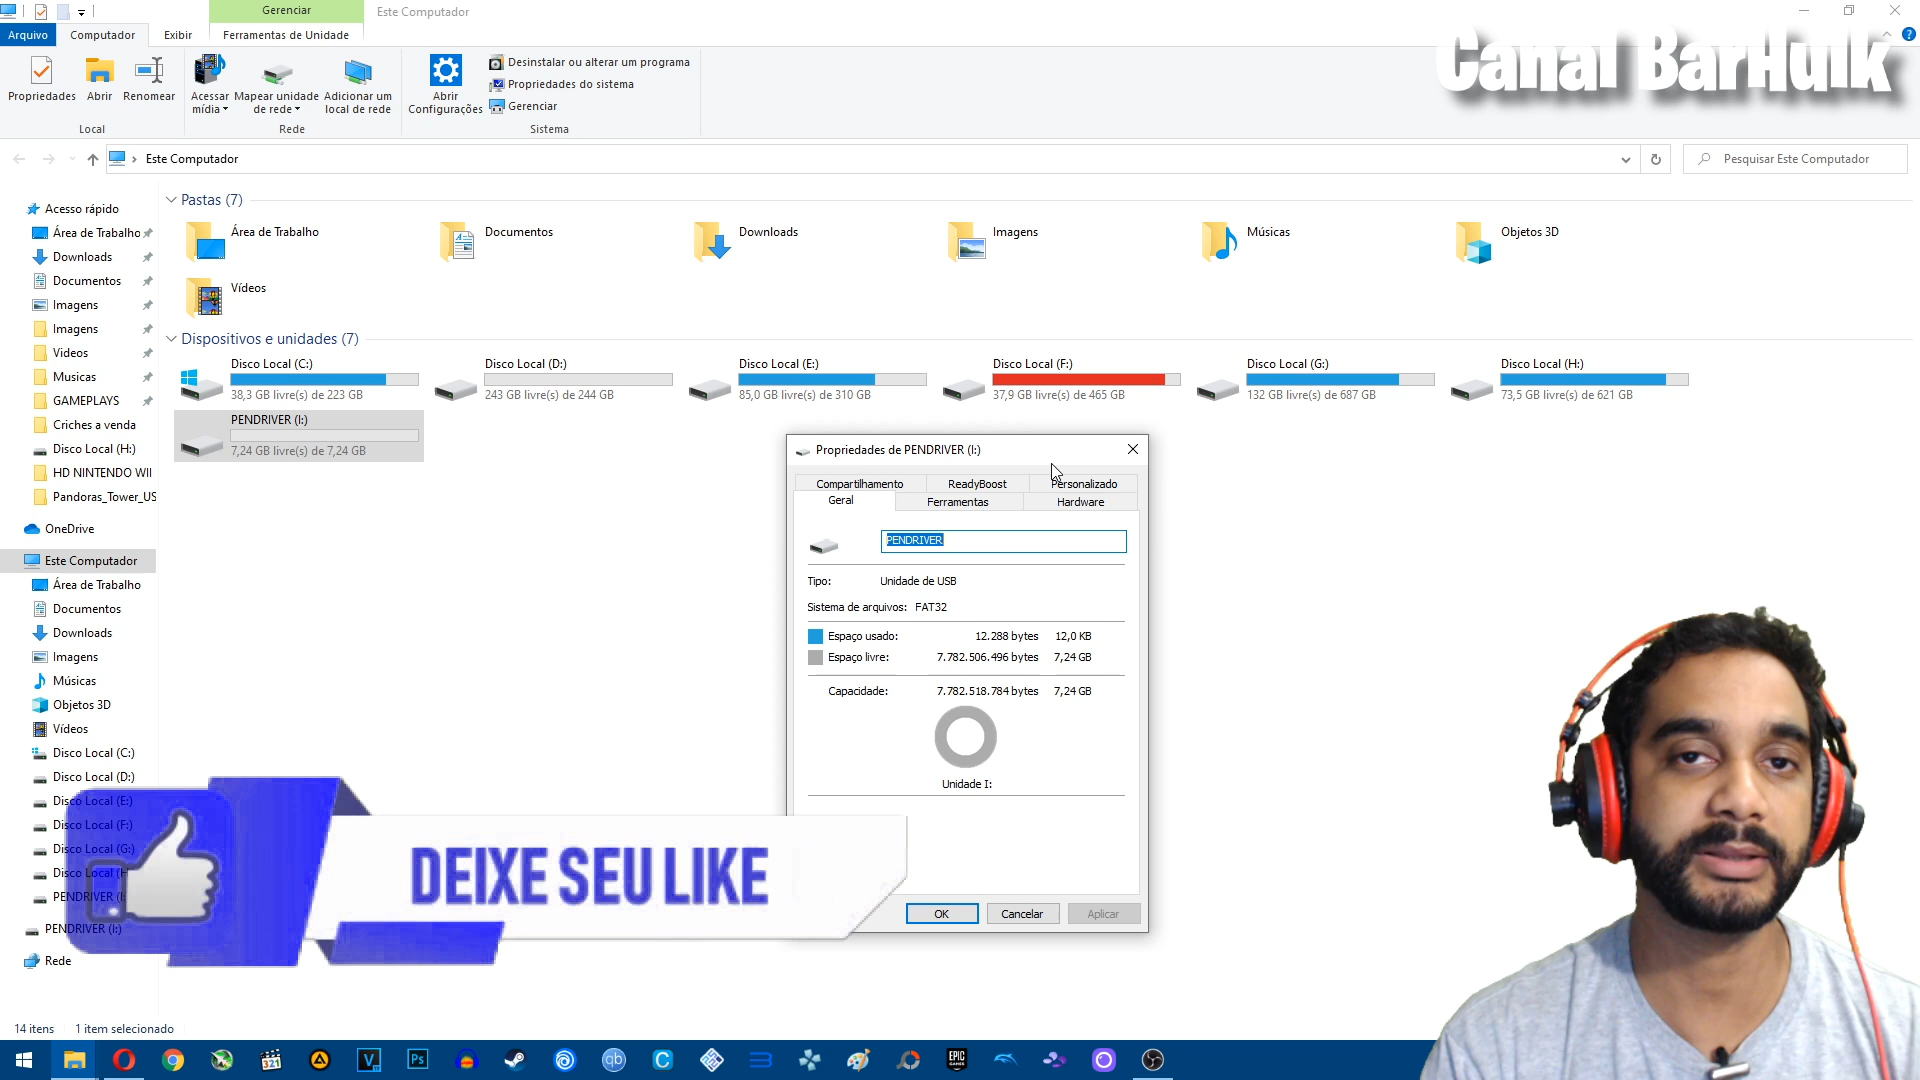 Gerenciar
Este Computador
Arquivo
Computador
Exibir
Ferramentas de Unidade
Canal BarHulk
Propriedades
Abrir
Renomear
Acessar mídia
Mapear unidade de rede
Adicionar um local de rede
Abrir Configurações
Desinstalar ou alterar um programa
Propriedades do sistema
Gerenciar
Local
Rede
Sistema
Este Computador
Pesquisar Este Computador
Acesso rápido
Área de Trabalho
Downloads
Documentos
Imagens
Imagens
Videos
Musicas
GAMEPLAYS
Criches a venda
Disco Local (H:)
HD NINTENDO WII
Pandoras_Tower_US
OneDrive
Este Computador
Área de Trabalho
Documentos
Downloads
Imagens
Músicas
Objetos 3D
Vídeos
Disco Local (C:)
Disco Local (D:)
Disco Local (E:)
Disco Local (F:)
Disco Local (G:)
Disco Local (H
PENDRIVER (I:
PENDRIVER (I:)
Rede
Pastas (7)
Área de Trabalho
Documentos
Downloads
Imagens
Músicas
Objetos 3D
Vídeos
Dispositivos e unidades (7)
Disco Local (C:)
38,3 GB livre(s) de 223 GB
Disco Local (D:)
243 GB livre(s) de 244 GB
Disco Local (E:)
85,0 GB livre(s) de 310 GB
Disco Local (F:)
37,9 GB livre(s) de 465 GB
Disco Local (G:)
132 GB livre(s) de 687 GB
Disco Local (H:)
73,5 GB livre(s) de 621 GB
PENDRIVER (I:)
7,24 GB livre(s) de 7,24 GB
Propriedades de PENDRIVER (I:)
Compartilhamento
ReadyBoost
Personalizado
Geral
Ferramentas
Hardware
PENDRIVER
Tipo: Unidade de USB
Sistema de arquivos: FAT32
Espaço usado: 12.288 bytes 12,0 KB
Espaço livre: 7.782.506.496 bytes 7,24 GB
Capacidade: 7.782.518.784 bytes 7,24 GB
Unidade I:
OK
Cancelar
Aplicar
DEIXE SEU LIKE
14 itens
1 item selecionado
321
V
Ps
qb
C
EPIC GAMES